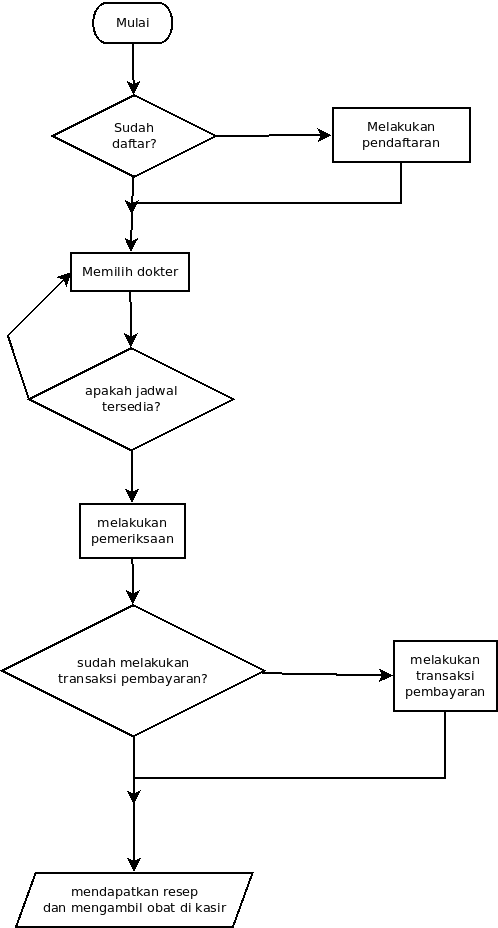 Mulai
Sudah
daftar?
Melakukan
pendaftaran
Memilih dokter
apakah jadwal
tersedia?
melakukan
pemeriksaan
sudah melakukan
transaksi pembayaran?
melakukan
transaksi
pembayaran
mendapatkan resep
dan mengambil obat di kasir